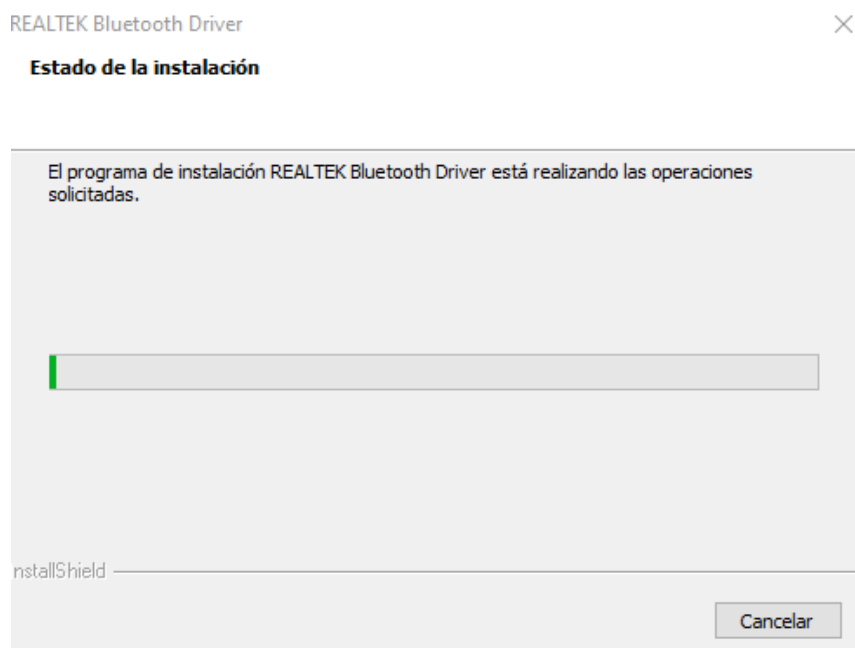 REALTEK Bluetooth Driver
Estado de la instalación
El programa de instalación REALTEK Bluetooth Driver está realizando las operaciones
solicitadas.
nstallShield
Cancelar